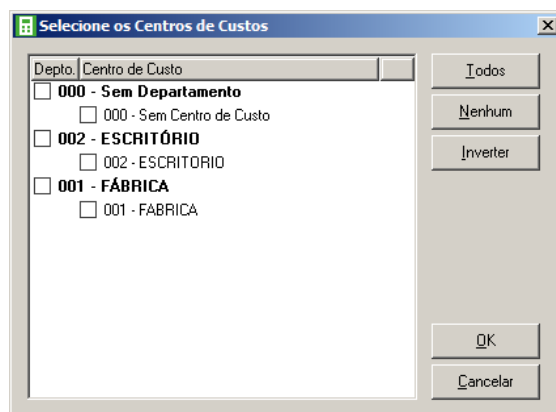 Selecione os Centros de Custos
Depto. Centro de Custo
000 - Sem Departamento
000 - Sem Centro de Custo
002 - ESCRITÓRIO
002 - ESCRITORIO
001 - FÁBRICA
001 - FABRICA
Todos
Nenhum
Inverter
OK
Cancelar